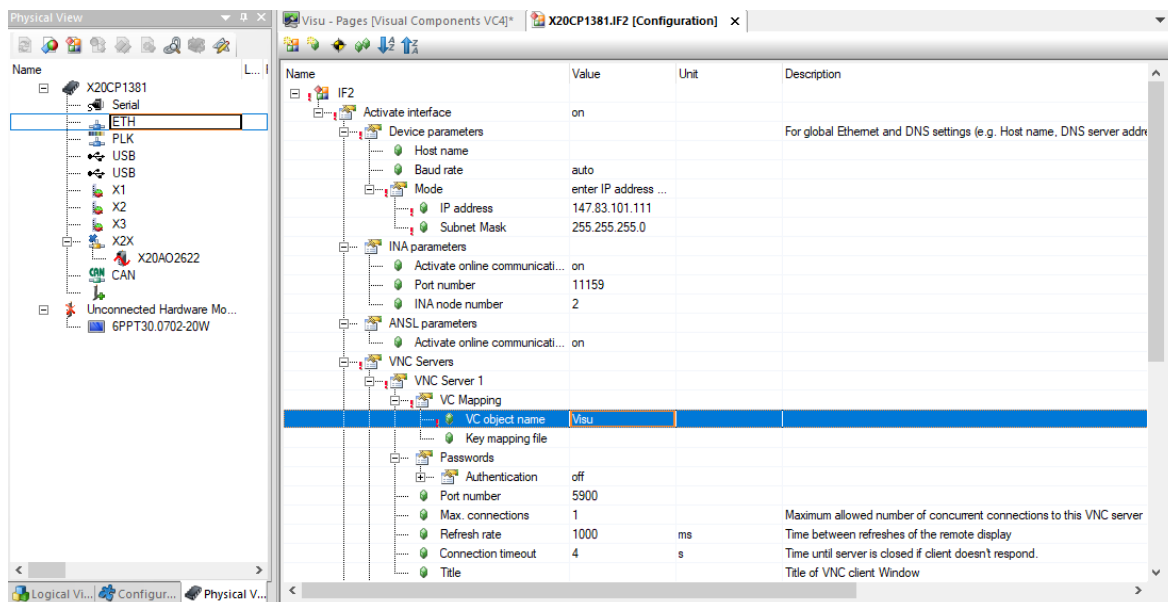 Physical View
Visu - Pages [Visual Components VC4]*
X20CP1381.IF2 [Configuration]
Name L...
X20CP1381
Serial
ETH
PLK
USB
USB
X1
X2
X3
X2X
X20AO2622
CAN
Unconnected Hardware Mo...
6PPT30.0702-20W
Logical Vi... Configur... Physical V...
Name Value Unit Description
IF2
Activate interface on
Device parameters For global Ethernet and DNS settings (e.g. Host name, DNS server addre
Host name
Baud rate auto
Mode enter IP address ...
IP address 147.83.101.111
Subnet Mask 255.255.255.0
INA parameters
Activate online communicati... on
Port number 11159
INA node number 2
ANSL parameters
Activate online communicati... on
VNC Servers
VNC Server 1
VC Mapping
VC object name Visu
Key mapping file
Passwords
Authentication off
Port number 5900
Max. connections 1 Maximum allowed number of concurrent connections to this VNC server
Refresh rate 1000 ms Time between refreshes of the remote display
Connection timeout 4 s Time until server is closed if client doesn't respond.
Title Title of VNC client Window